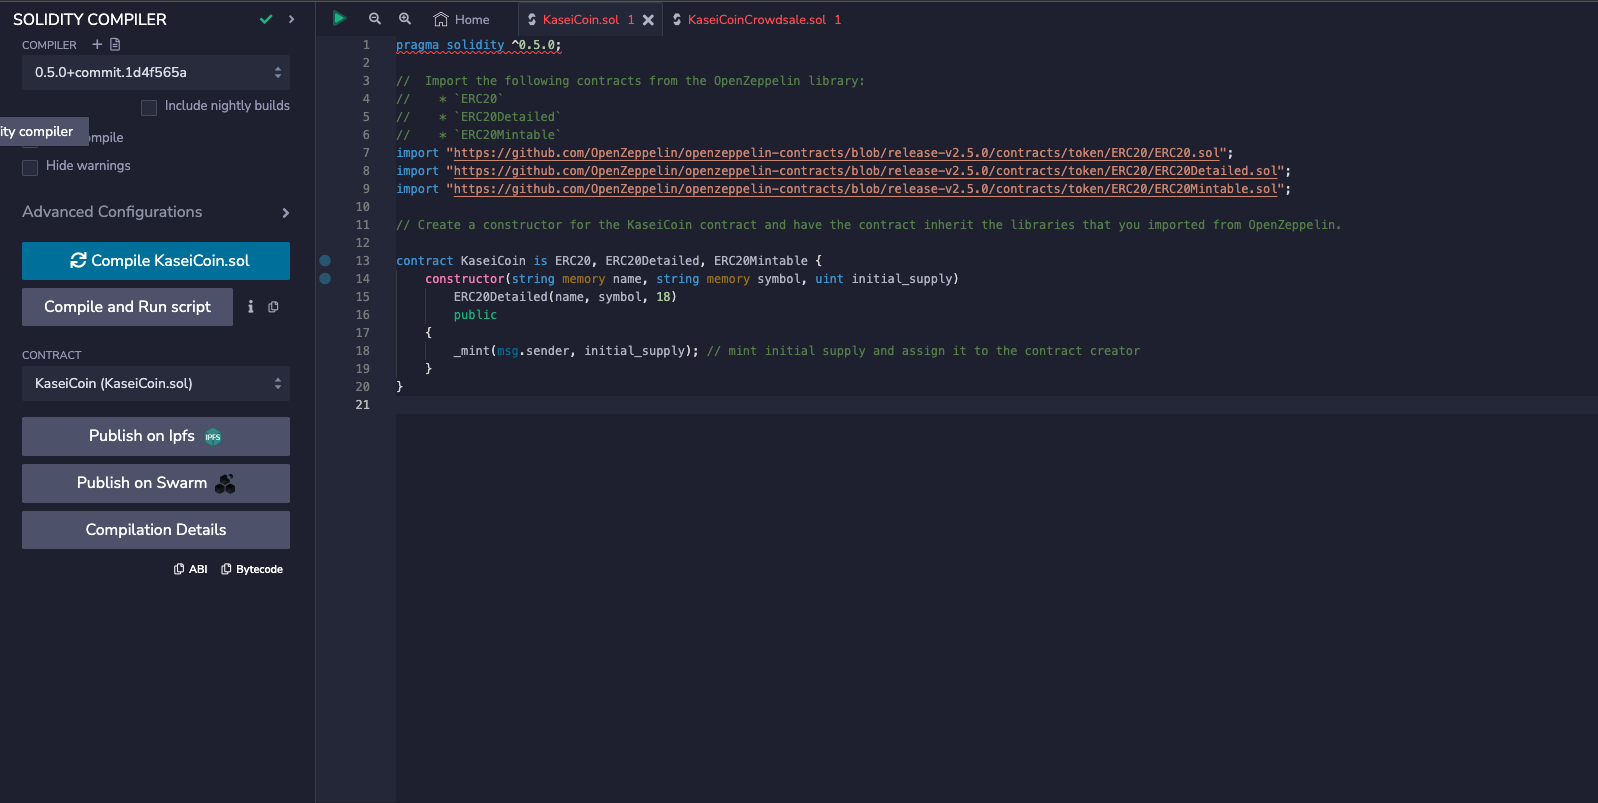 SOLIDITY COMPILER
COMPILER
0.5.0+commit.1d4f565a
Include nightly builds
ity compiler
ompile
Hide warnings
Advanced Configurations
Compile KaseiCoin.sol
Compile and Run script
CONTRACT
KaseiCoin (KaseiCoin.sol)
Publish on Ipfs IPFS
Publish on Swarm
Compilation Details
ABI Bytecode
Home KaseiCoin.sol 1 KaseiCoinCrowdsale.sol 1
1 pragma solidity ^0.5.0;
2
3 //  Import the following contracts from the OpenZeppelin library:
4 //    * `ERC20`
5 //    * `ERC20Detailed`
6 //    * `ERC20Mintable`
7 import "https://github.com/OpenZeppelin/openzeppelin-contracts/blob/release-v2.5.0/contracts/token/ERC20/ERC20.sol";
8 import "https://github.com/OpenZeppelin/openzeppelin-contracts/blob/release-v2.5.0/contracts/token/ERC20/ERC20Detailed.sol";
9 import "https://github.com/OpenZeppelin/openzeppelin-contracts/blob/release-v2.5.0/contracts/token/ERC20/ERC20Mintable.sol";
10
11 // Create a constructor for the KaseiCoin contract and have the contract inherit the libraries that you imported from OpenZeppelin.
12
13 contract KaseiCoin is ERC20, ERC20Detailed, ERC20Mintable {
14     constructor(string memory name, string memory symbol, uint initial_supply)
15         ERC20Detailed(name, symbol, 18)
16         public
17     {
18         _mint(msg.sender, initial_supply); // mint initial supply and assign it to the contract creator
19     }
20 }
21